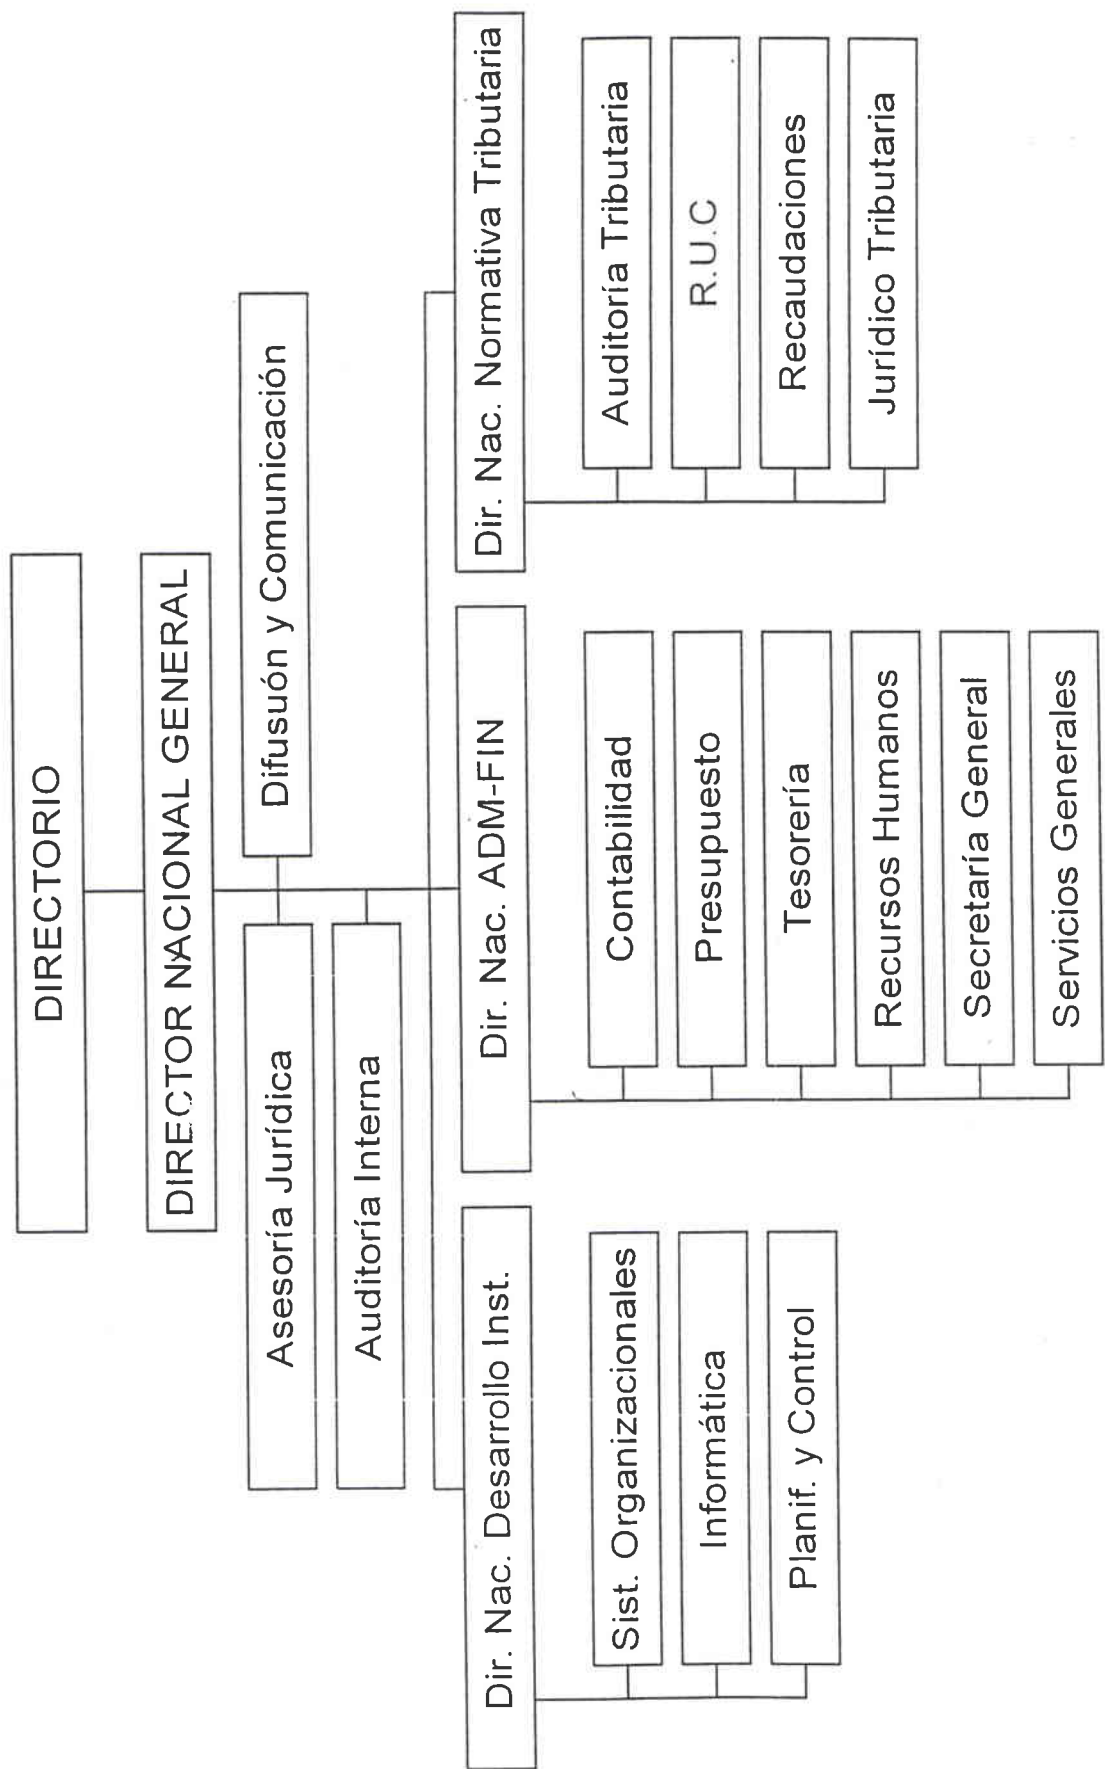 DIRECTORIO
DIRECTOR NACIONAL GENERAL
Asesoría Jurídica
Difusuón y Comunicación
Auditoría Interna
Dir. Nac. Desarrollo Inst.
Sist. Organizacionales
Informática
Planif. y Control
Dir. Nac. ADM-FIN
Contabilidad
Presupuesto
Tesorería
Recursos Humanos
Secretaría General
Servicios Generales
Dir. Nac. Normativa Tributaria
Auditoría Tributaria
R.U.C
Recaudaciones
Jurídico Tributaria